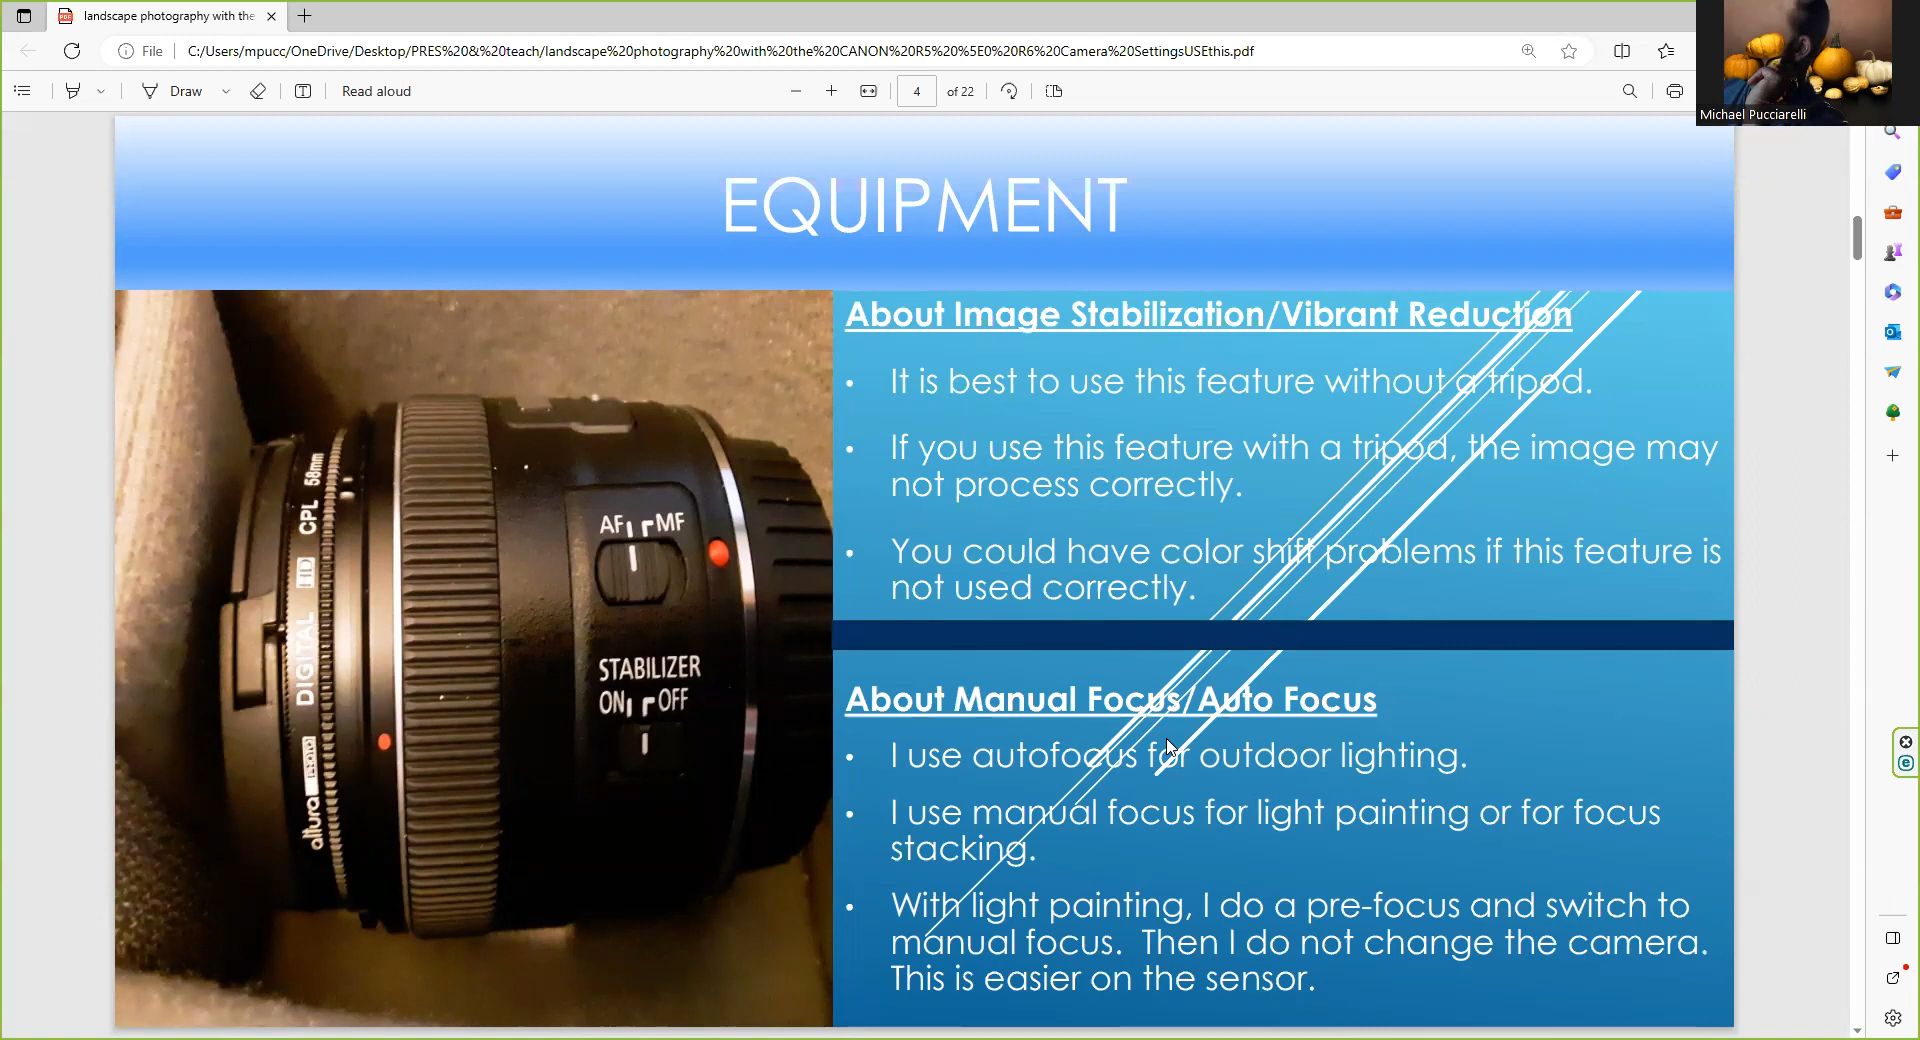 landscape photography with the
File
C:/Users/mpucc/OneDrive/Desktop/PRES%20&%20teach/landscape%20photography%20with%20the%20CANON%20R5%20%5E0%20R6%20Camera%20SettingsUSEthis.pdf
Draw
Read aloud
4 of 22
Michael Pucciarelli
EQUIPMENT
About Image Stabilization/Vibrant Reduction
• It is best to use this feature without a tripod.
• If you use this feature with a tripod, the image may
not process correctly.
• You could have color shift problems if this feature is
not used correctly.
About Manual Focus/Auto Focus
• I use autofocus for outdoor lighting.
• I use manual focus for light painting or for focus
stacking.
• With light painting, I do a pre-focus and switch to
manual focus.  Then I do not change the camera.
This is easier on the sensor.
altura PHOTO DIGITAL HD CPL 58mm
AF MF
STABILIZER
ON OFF